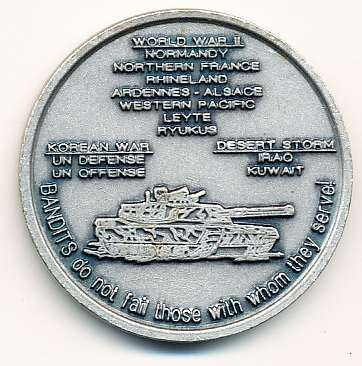 WORLD WAR II
NORMANDY
NORTHERN FRANCE
RHINELAND
ARDENNES - ALSACE
WESTERN PACIFIC
LEYTE
RYUKUS
KOREAN WAR
UN DEFENSE
UN OFFENSE
DESERT STORM
IRAQ
KUWAIT
BANDITS do not fail those with whom they serve!